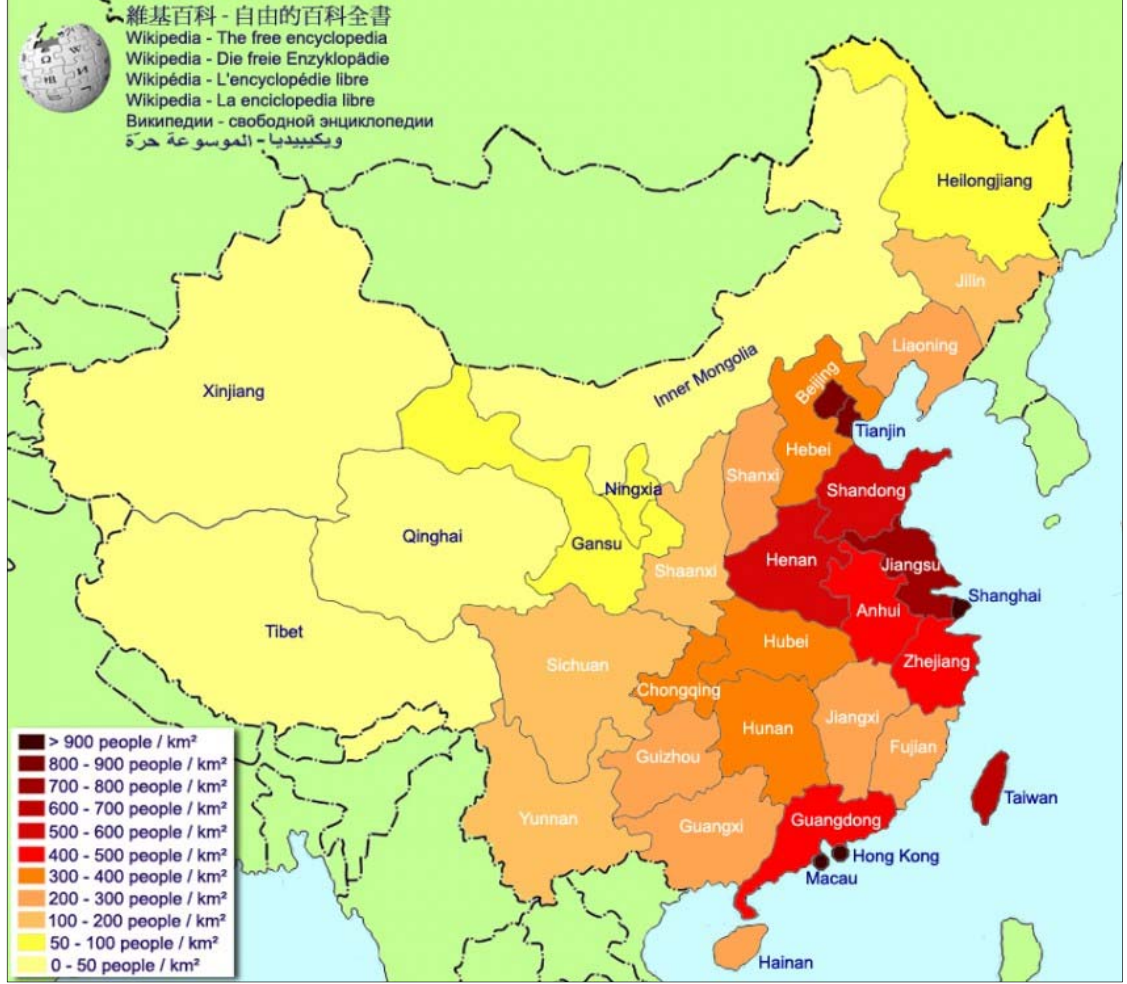 維基百科 - 自由的百科全書
Wikipedia - The free encyclopedia
Wikipedia - Die freie Enzyklopädie
Wikipédia - L'encyclopédie libre
Wikipedia - La enciclopedia libre
Википедии - свободной энциклопедии
ويكيبيديا - الموسوعة حرّة
Heilongjiang
Jilin
Liaoning
Inner Mongolia
Xinjiang
Beijing
Tianjin
Hebei
Shanxi
Shandong
Ningxia
Qinghai
Gansu
Shaanxi
Henan
Jiangsu
Shanghai
Anhui
Tibet
Sichuan
Hubei
Zhejiang
Chongqing
Hunan
Jiangxi
Fujian
Guizhou
Taiwan
Yunnan
Guangxi
Guangdong
Hong Kong
Macau
Hainan
> 900 people / km²
800 - 900 people / km²
700 - 800 people / km²
600 - 700 people / km²
500 - 600 people / km²
400 - 500 people / km²
300 - 400 people / km²
200 - 300 people / km²
100 - 200 people / km²
50 - 100 people / km²
0 - 50 people / km²